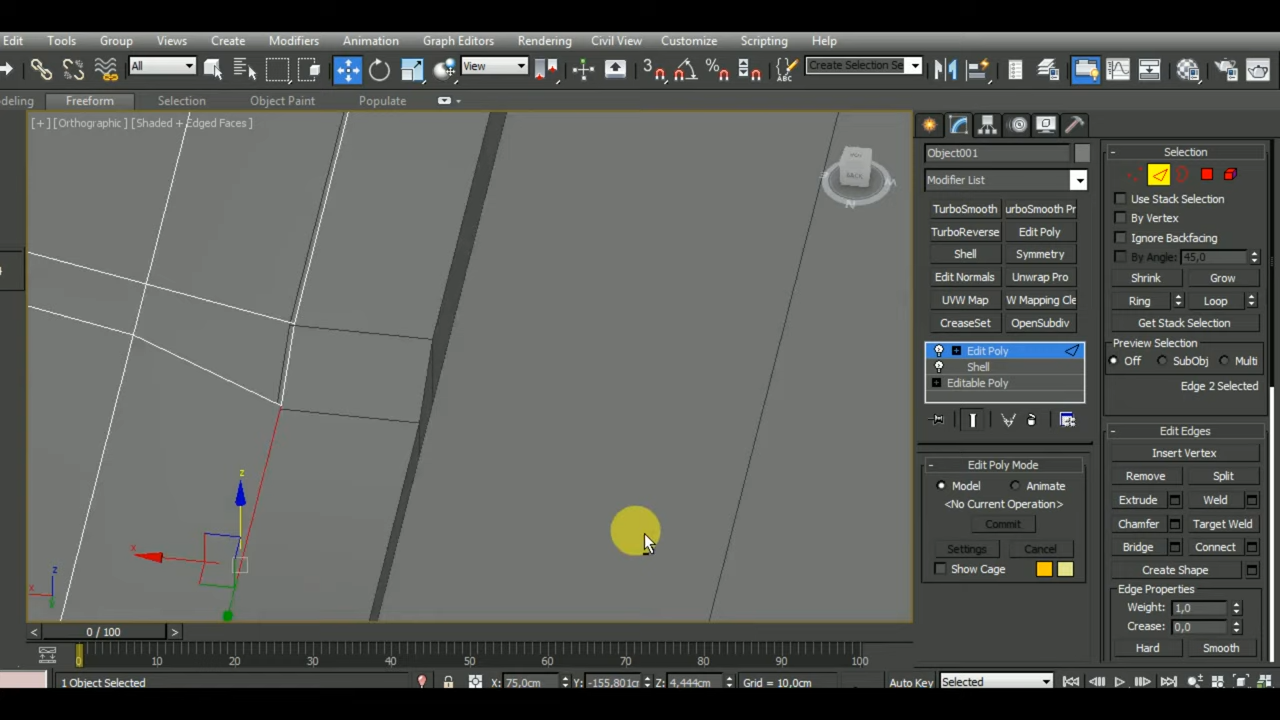 Edit Tools Group Views Create Modifiers Animation Graph Editors Rendering Civil View Customize Scripting Help
All View 3 ABC Create Selection Se
deling Freeform Selection Object Paint Populate
[+] [Orthographic ] [Shaded + Edged Faces ]
BACK
N
Object001
Modifier List
TurboSmooth urboSmooth Pr
TurboReverse Edit Poly
Shell Symmetry
Edit Normals Unwrap Pro
UVW Map W Mapping Cle
CreaseSet OpenSubdiv
Edit Poly
Shell
Editable Poly
- Edit Poly Mode
Model Animate
<No Current Operation>
Commit
Settings Cancel
Show Cage
- Selection
Use Stack Selection
By Vertex
Ignore Backfacing
By Angle: 45,0
Shrink Grow
Ring Loop
Get Stack Selection
Preview Selection
Off SubObj Multi
Edge 2 Selected
- Edit Edges
Insert Vertex
Remove Split
Extrude Weld
Chamfer Target Weld
Bridge Connect
Create Shape
Edge Properties
Weight: 1,0
Crease: 0,0
Hard Smooth
z
x
z
x
< 0 / 100 >
0 10 20 30 40 50 60 70 80 90 100
1 Object Selected X: 75,0cm Y: -155,801cr Z: 4,444cm Grid = 10,0cm Auto Key Selected